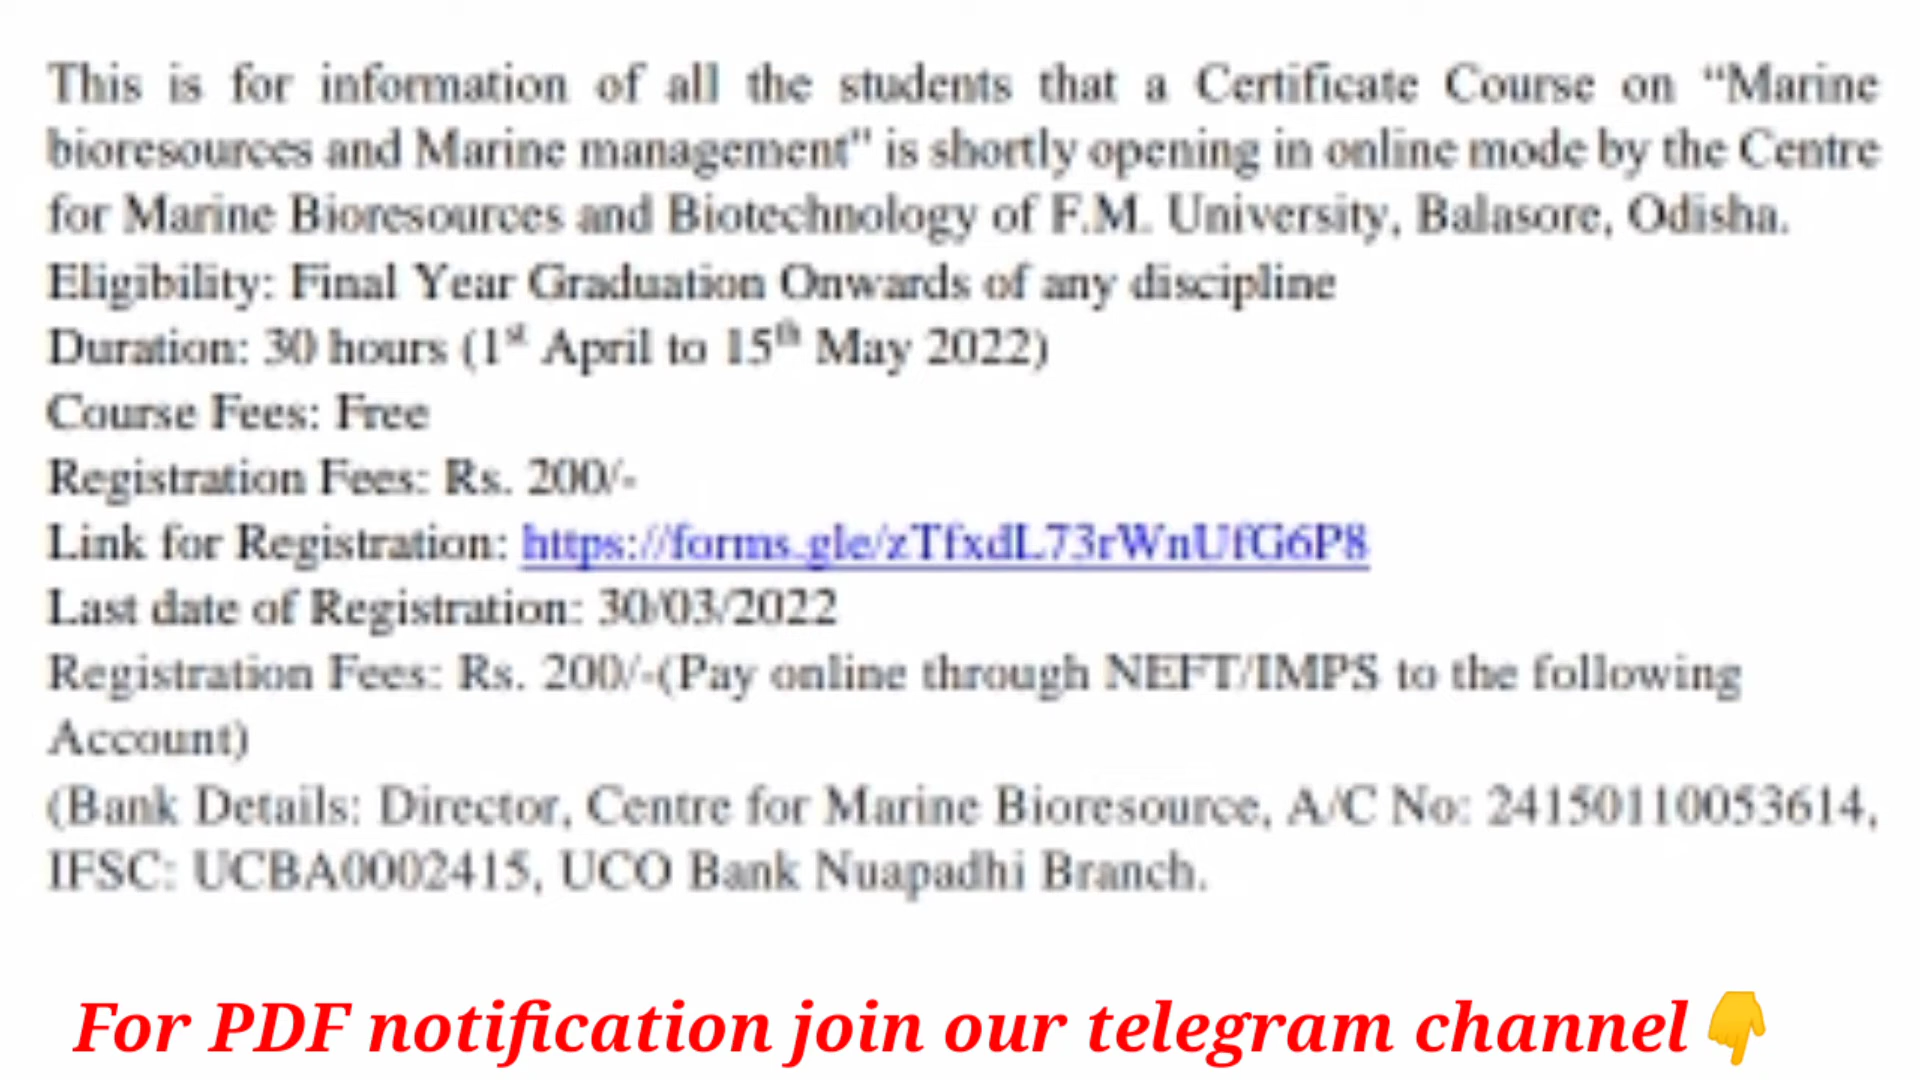 This is for information of all the students that a Certificate Course on “Marine
bioresources and Marine management" is shortly opening in online mode by the Centre
for Marine Bioresources and Biotechnology of F.M. University, Balasore, Odisha.
Eligibility: Final Year Graduation Onwards of any discipline
Duration: 30 hours (1st April to 15th May 2022)
Course Fees: Free
Registration Fees: Rs. 200/-
Link for Registration: https://forms.gle/zTfxdL73rWnUfG6P8
Last date of Registration: 30/03/2022
Registration Fees: Rs. 200/-(Pay online through NEFT/IMPS to the following
Account)
(Bank Details: Director, Centre for Marine Bioresource, A/C No: 24150110053614,
IFSC: UCBA0002415, UCO Bank Nuapadhi Branch.
For PDF notification join our telegram channel👇